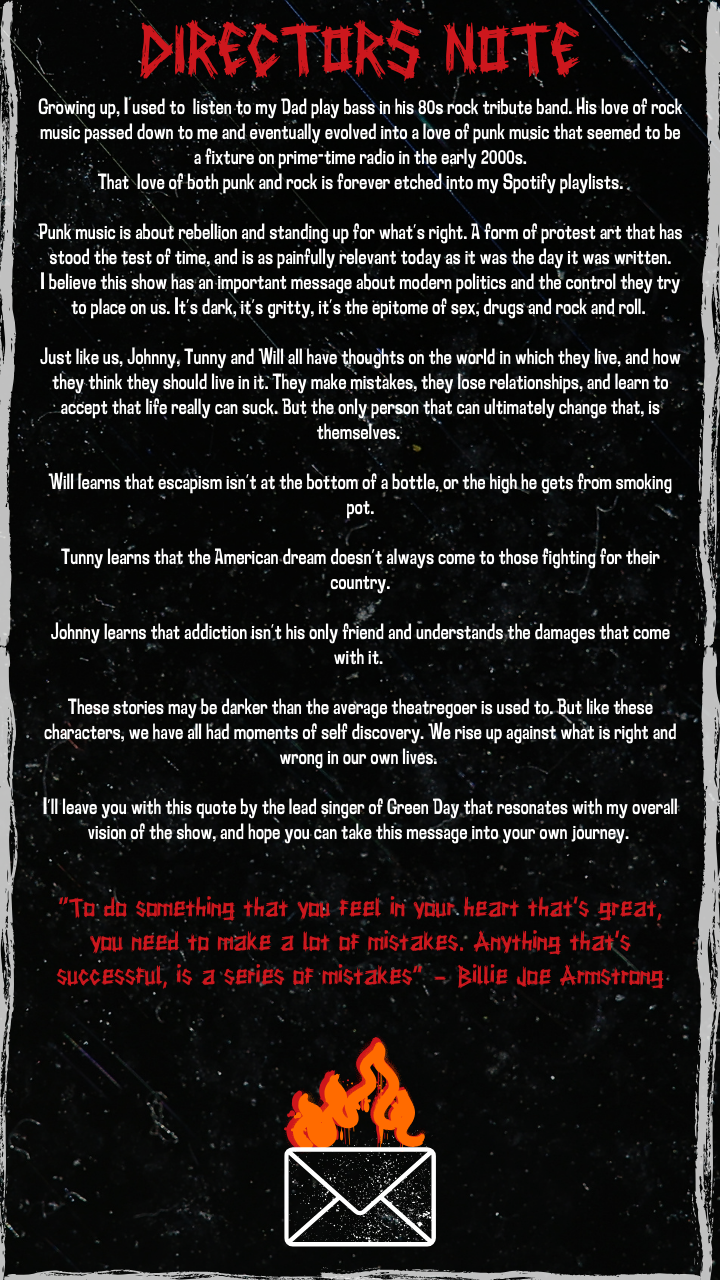 DIRECTORS NOTE
Growing up, I used to listen to my Dad play bass in his 80s rock tribute band. His love of rock
music passed down to me and eventually evolved into a love of punk music that seemed to be
a fixture on prime-time radio in the early 2000s.
That love of both punk and rock is forever etched into my Spotify playlists. .
Punk music is about rebellion and standing up for what's right. A form of protest art that has
stood the test of time, and is as painfully relevant today as it was the day it was written.
I believe this show has an important message about modern politics and the control they try
to place on us. It's dark, it's gritty, it's the epitome of sex, drugs and rock and roll.
Just like us, Johnny, Tunny and Will all have thoughts on the world in which they live, and how
they think they should live in it. They make mistakes, they lose relationships, and learn to
accept that life really can suck. But the only person that can ultimately change that, is
themselves.
Will learns that escapism isn't at the bottom of a bottle, or the high he gets from smoking
pot.
Tunny learns that the American dream doesn't always come to those fighting for their
country.
Johnny learns that addiction isn't his only friend and understands the damages that come
with it.
These stories may be darker than the average theatregoer is used to. But like these
characters, we have all had moments of self discovery. We rise up against what is right and
wrong in our own lives.
I'll leave you with this quote by the lead singer of Green Day that resonates with my overall
vision of the show, and hope you can take this message into your own journey.
"To do something that you feel in your heart that's great,
you need to make a lot of mistakes. Anything that's
successful, is a series of mistakes" - Billie Joe Armstrong